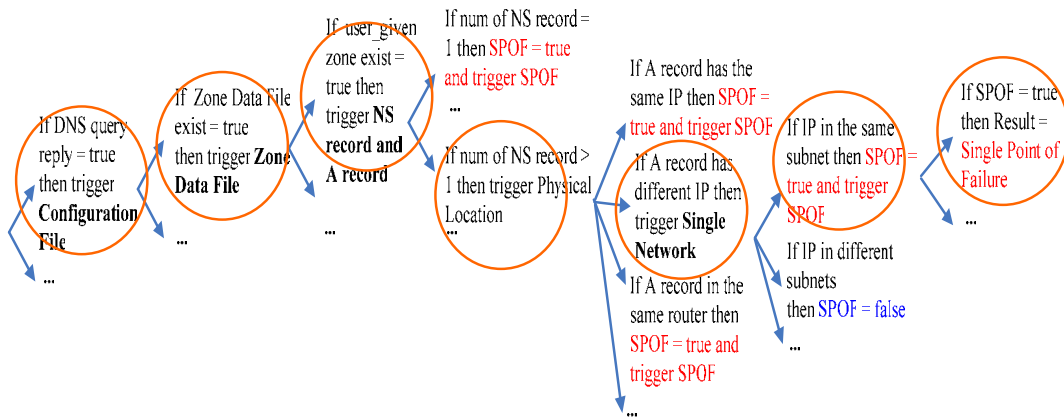 If DNS query
reply = true
then trigger
Configuration
File
...
If Zone Data File
exist = true
then trigger Zone
Data File
...
If user_given
zone exist =
true then
trigger NS
record and
A record
...
If num of NS record =
1 then SPOF = true
and trigger SPOF
...
If num of NS record >
1 then trigger Physical
Location
...
If A record has the
same IP then SPOF =
true and trigger SPOF
If A record has
different IP then
trigger Single
Network
If A record in the
same router then
SPOF = true and
trigger SPOF
...
If IP in the same
subnet then SPOF =
true and trigger
SPOF
If IP in different
subnets
then SPOF = false
...
If SPOF = true
then Result =
Single Point of
Failure
...